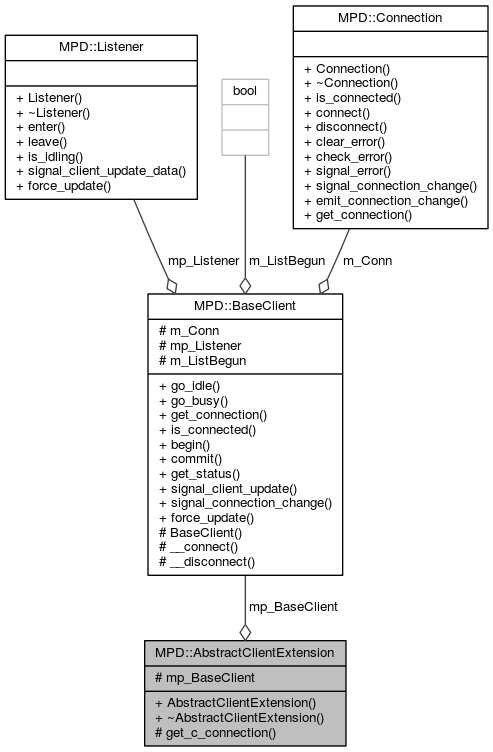 MPD::Listener
+ Listener()
+ ~Listener()
+ enter()
+ leave()
+ is_idling()
+ signal_client_update_data()
+ force_update()
bool
MPD::Connection
+ Connection()
+ ~Connection()
+ is_connected()
+ connect()
+ disconnect()
+ clear_error()
+ check_error()
+ signal_error()
+ signal_connection_change()
+ emit_connection_change()
+ get_connection()
mp_Listener
m_ListBegun
m_Conn
MPD::BaseClient
# m_Conn
# mp_Listener
# m_ListBegun
+ go_idle()
+ go_busy()
+ get_connection()
+ is_connected()
+ begin()
+ commit()
+ get_status()
+ signal_client_update()
+ signal_connection_change()
+ force_update()
# BaseClient()
# __connect()
# __disconnect()
mp_BaseClient
MPD::AbstractClientExtension
# mp_BaseClient
+ AbstractClientExtension()
+ ~AbstractClientExtension()
# get_c_connection()